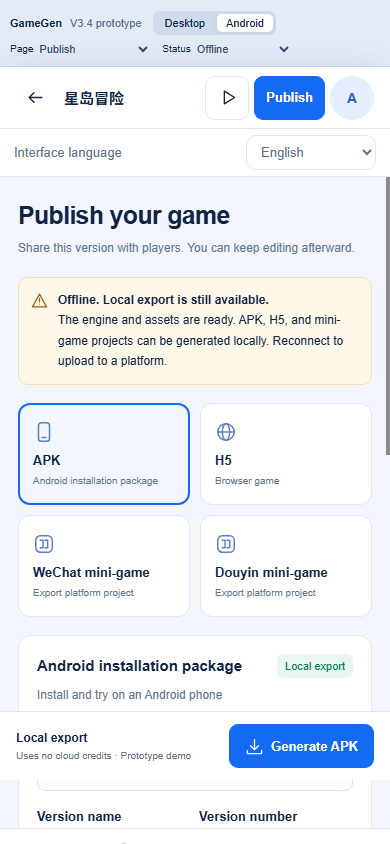 GameGen V3.4 prototype Desktop Android
Page Publish Status Offline
星岛冒险 Publish A
Interface language English
Publish your game
Share this version with players. You can keep editing afterward.
Offline. Local export is still available.
The engine and assets are ready. APK, H5, and mini-
game projects can be generated locally. Reconnect to
upload to a platform.
APK
Android installation package
H5
Browser game
WeChat mini-game
Export platform project
Douyin mini-game
Export platform project
Android installation package Local export
Install and try on an Android phone
Local export
Uses no cloud credits · Prototype demo
Generate APK
Version name Version number